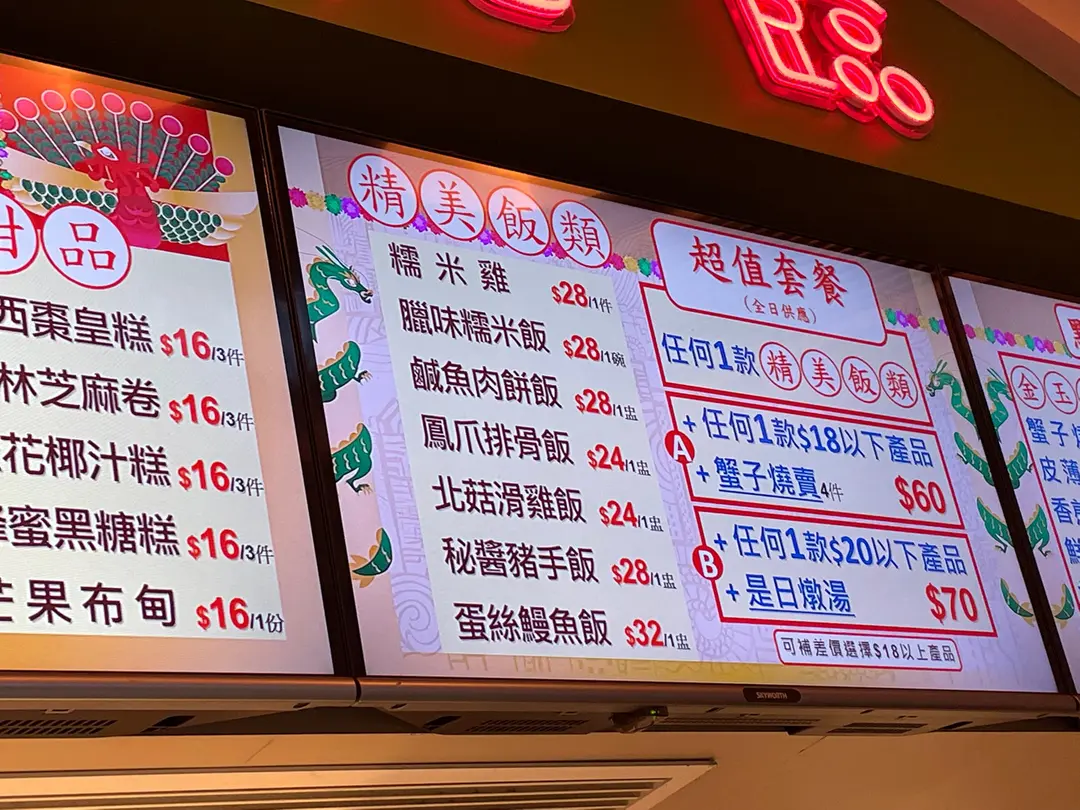 區
甘品
西棗皇糕 $16/3件
林芝麻卷 $16/3件
花椰汁糕 $16/3件
蜜黑糖糕 $16/3件
芒果布甸 $16/1份
精美飯類
糯米雞 $28/1件
臘味糯米飯 $28/1碗
鹹魚肉餅飯 $28/1盅
鳳爪排骨飯 $24/1盅
北菇滑雞飯 $24/1盅
秘醬豬手飯 $28/1盅
蛋絲鰻魚飯 $32/1盅
超值套餐
(全日供應)
任何1款精美飯類
A
+ 任何1款$18以下產品
+ 蟹子燒賣4件 $60
B
+ 任何1款$20以下產品
+ 是日燉湯 $70
可補差價選擇$18以上產品
SKYWORTH
金玉
蟹子燒
皮薄
香煎